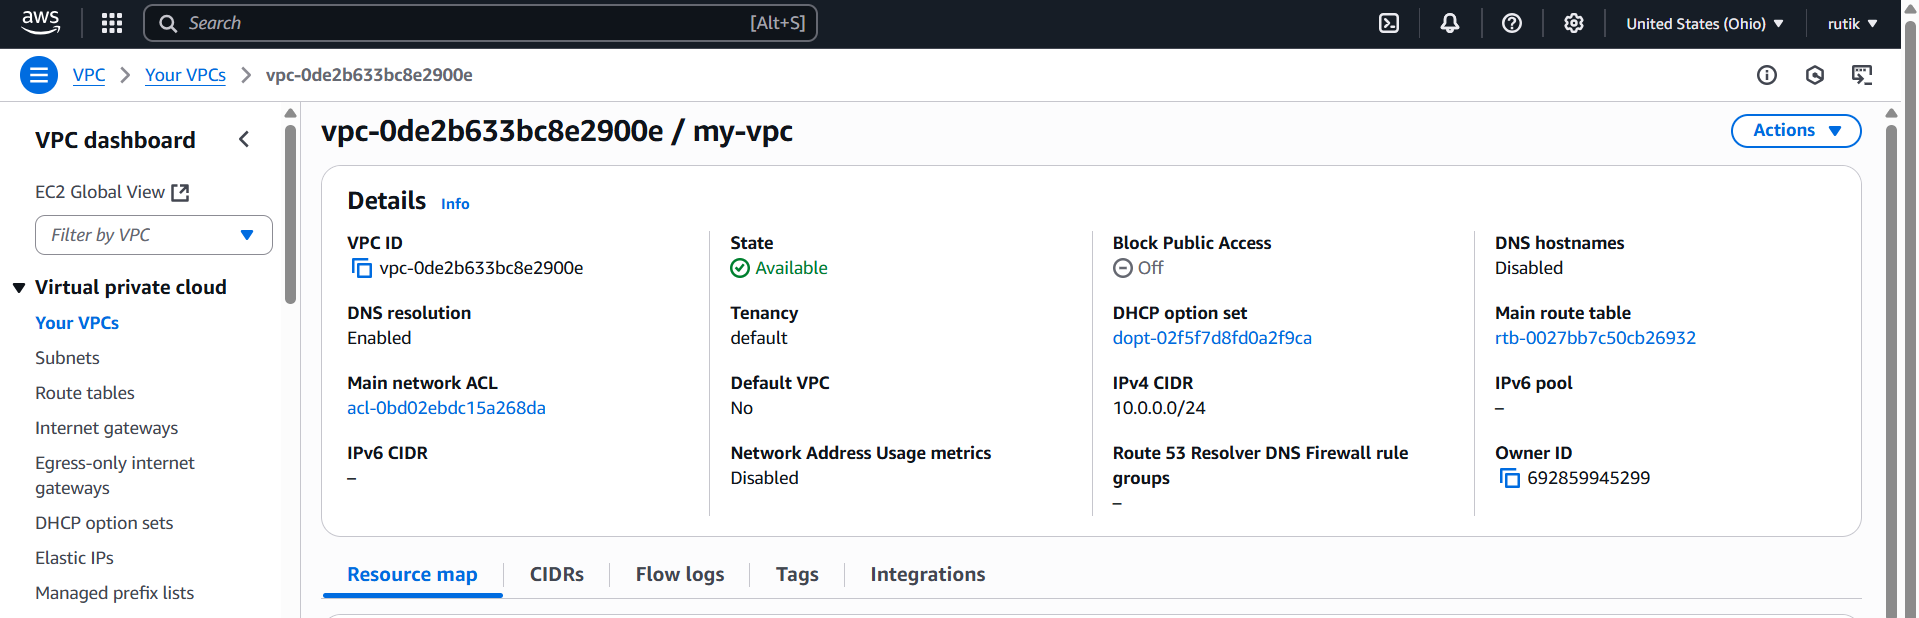 aws
Search [Alt+S]
United States (Ohio)
rutik
VPC
Your VPCs
vpc-0de2b633bc8e2900e
VPC dashboard
EC2 Global View
Filter by VPC
Virtual private cloud
Your VPCs
Subnets
Route tables
Internet gateways
Egress-only internet
gateways
DHCP option sets
Elastic IPs
Managed prefix lists
vpc-0de2b633bc8e2900e / my-vpc
Actions
Details Info
VPC ID
vpc-0de2b633bc8e2900e
State
Available
Block Public Access
Off
DNS hostnames
Disabled
DNS resolution
Enabled
Tenancy
default
DHCP option set
dopt-02f5f7d8fd0a2f9ca
Main route table
rtb-0027bb7c50cb26932
Main network ACL
acl-0bd02ebdc15a268da
Default VPC
No
IPv4 CIDR
10.0.0.0/24
IPv6 pool
–
IPv6 CIDR
–
Network Address Usage metrics
Disabled
Route 53 Resolver DNS Firewall rule
groups
–
Owner ID
692859945299
Resource map
CIDRs
Flow logs
Tags
Integrations